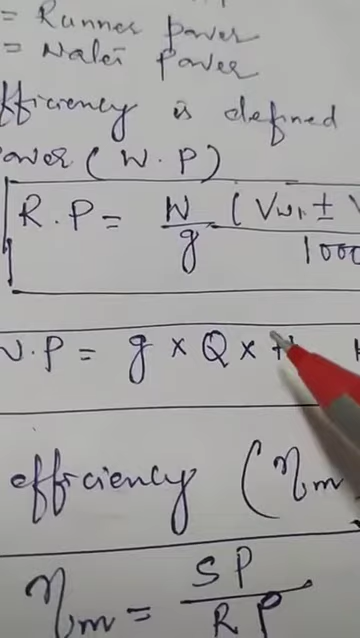 = Runner power
= Water Power
fficiency is defined
ower (W.P)
R.P = W/g (Vw1 ±
1000
W.P = g × Q × H
efficiency (ηm
ηm = SP/RP